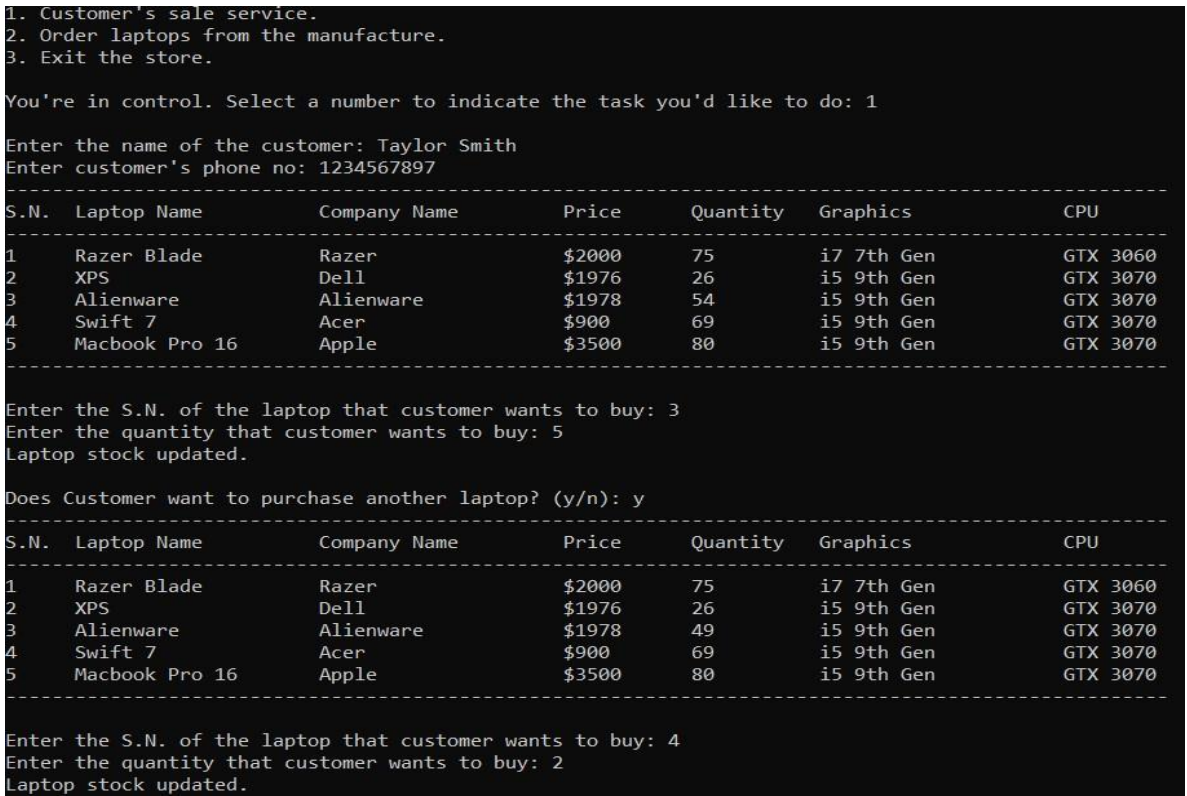 1. Customer's sale service.
2. Order laptops from the manufacture.
3. Exit the store.
You're in control. Select a number to indicate the task you'd like to do: 1
Enter the name of the customer: Taylor Smith
Enter customer's phone no: 1234567897
S.N. Laptop Name Company Name Price Quantity Graphics CPU
1 Razer Blade Razer $2000 75 i7 7th Gen GTX 3060
2 XPS Dell $1976 26 i5 9th Gen GTX 3070
3 Alienware Alienware $1978 54 i5 9th Gen GTX 3070
4 Swift 7 Acer $900 69 i5 9th Gen GTX 3070
5 Macbook Pro 16 Apple $3500 80 i5 9th Gen GTX 3070
Enter the S.N. of the laptop that customer wants to buy: 3
Enter the quantity that customer wants to buy: 5
Laptop stock updated.
Does Customer want to purchase another laptop? (y/n): y
S.N. Laptop Name Company Name Price Quantity Graphics CPU
1 Razer Blade Razer $2000 75 i7 7th Gen GTX 3060
2 XPS Dell $1976 26 i5 9th Gen GTX 3070
3 Alienware Alienware $1978 49 i5 9th Gen GTX 3070
4 Swift 7 Acer $900 69 i5 9th Gen GTX 3070
5 Macbook Pro 16 Apple $3500 80 i5 9th Gen GTX 3070
Enter the S.N. of the laptop that customer wants to buy: 4
Enter the quantity that customer wants to buy: 2
Laptop stock updated.